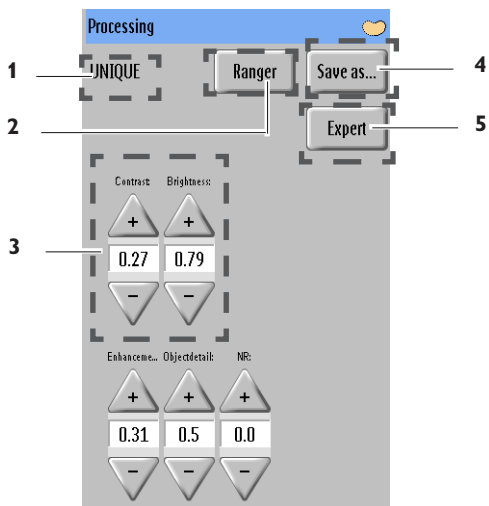 Processing
1 UNIQUE Ranger Save as... 4
2 Expert 5
Contrast: Brightness:
+ +
3 0.27 0.79
− −
Enhanceme... Objectdetail: NR:
+ + +
0.31 0.5 0.0
− − −